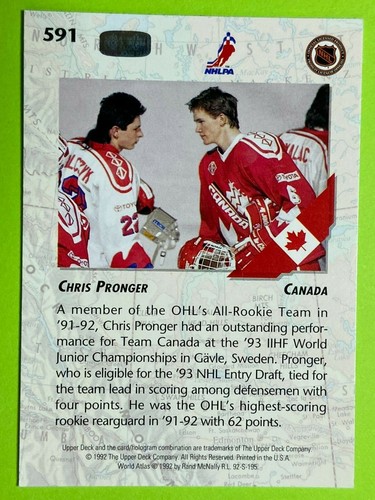 591
NHLPA
TOYOTA
22
CANADA
6
TOYOTA
CHRIS PRONGER
CANADA
A member of the OHL's All-Rookie Team in
'91-92, Chris Pronger had an outstanding perfor-
mance for Team Canada at the '93 IIHF World
Junior Championships in Gävle, Sweden. Pronger,
who is eligible for the '93 NHL Entry Draft, tied for
the team lead in scoring among defensemen with
four points. He was the OHL's highest-scoring
rookie rearguard in '91-92 with 62 points.
Upper Deck and the card/hologram combination are trademarks of The Upper Deck Company.
© 1992 The Upper Deck Company. All Rights Reserved. Printed in the U.S.A.
World Atlas © 1992 by Rand McNally R.L. 92-S-195